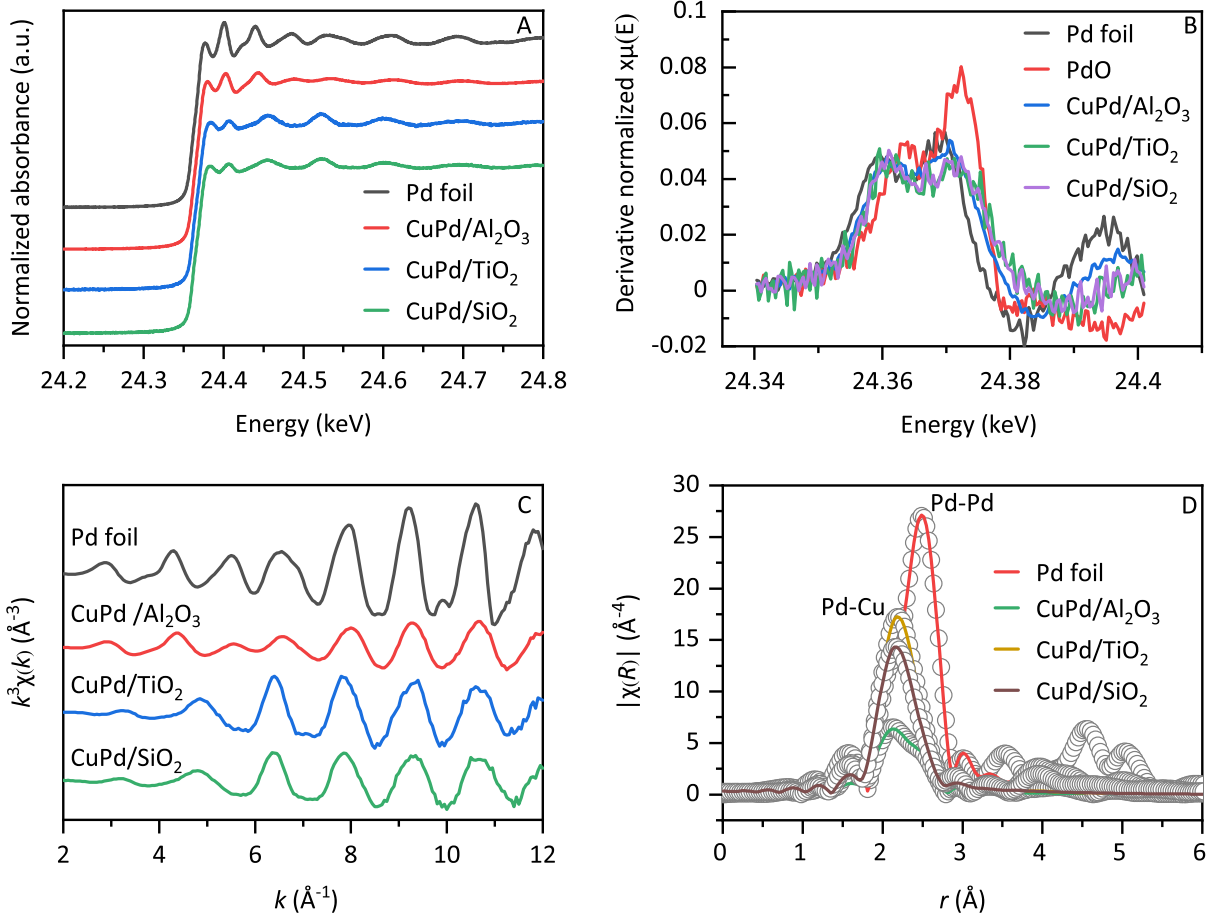 A
Normalized absorbance (a.u.)
Pd foil
CuPd/Al₂O₃
CuPd/TiO₂
CuPd/SiO₂
24.2 24.3 24.4 24.5 24.6 24.7 24.8
Energy (keV)
B
Derivative normalized xμ(E)
0.1
0.08
0.06
0.04
0.02
0
-0.02
Pd foil
PdO
CuPd/Al₂O₃
CuPd/TiO₂
CuPd/SiO₂
24.34 24.36 24.38 24.4
Energy (keV)
C
k³χ(k) (Å⁻³)
Pd foil
CuPd /Al₂O₃
CuPd/TiO₂
CuPd/SiO₂
2 4 6 8 10 12
k (Å⁻¹)
D
|χ(R)| (Å⁻⁴)
30
25
20
15
10
5
0
Pd-Pd
Pd-Cu
Pd foil
CuPd/Al₂O₃
CuPd/TiO₂
CuPd/SiO₂
0 1 2 3 4 5 6
r (Å)